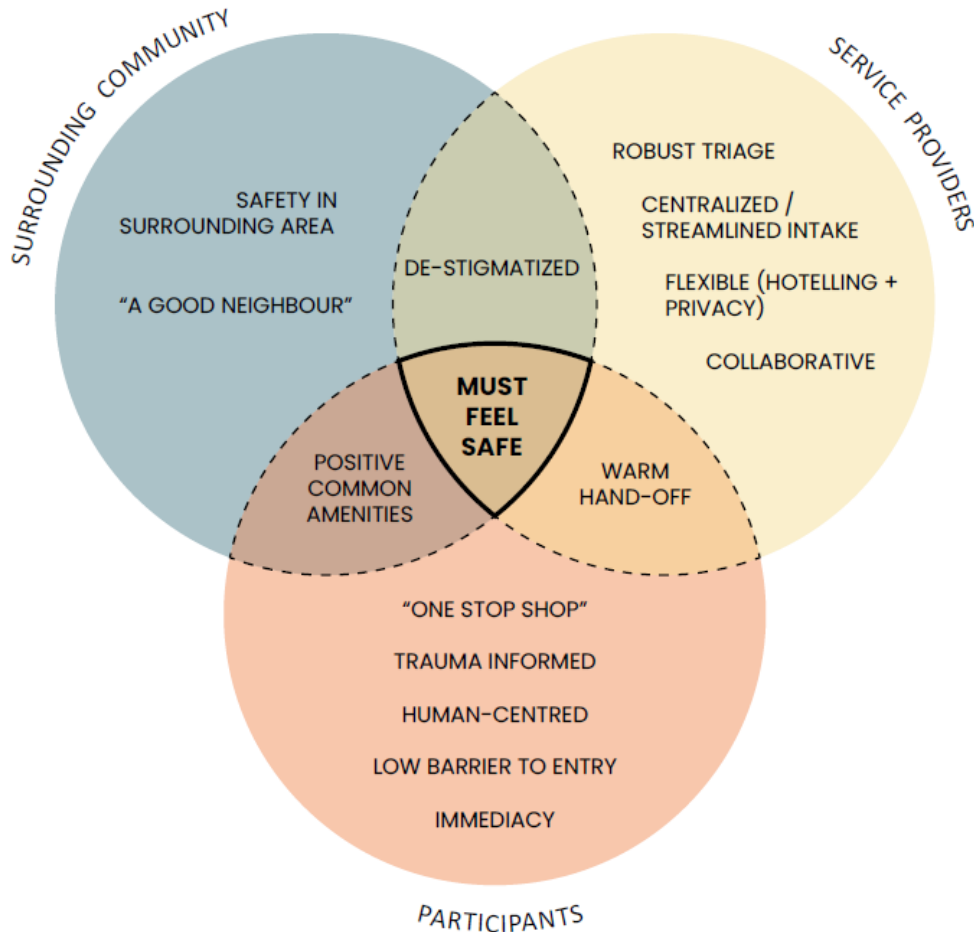 SURROUNDING COMMUNITY
SERVICE PROVIDERS
SAFETY IN
SURROUNDING AREA
“A GOOD NEIGHBOUR”
DE-STIGMATIZED
ROBUST TRIAGE
CENTRALIZED /
STREAMLINED INTAKE
FLEXIBLE (HOTELLING +
PRIVACY)
COLLABORATIVE
MUST
FEEL
SAFE
POSITIVE
COMMON
AMENITIES
WARM
HAND-OFF
“ONE STOP SHOP”
TRAUMA INFORMED
HUMAN-CENTRED
LOW BARRIER TO ENTRY
IMMEDIACY
PARTICIPANTS